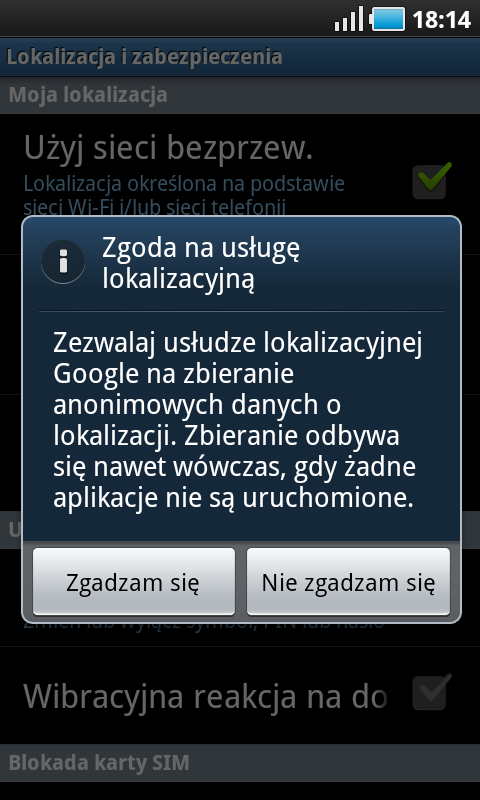 18:14
Lokalizacja i zabezpieczenia
Moja lokalizacja
Użyj sieci bezprzew.
Lokalizacja określona na podstawie
sieci Wi-Fi i/lub sieci telefonii
Zgoda na usługę
lokalizacyjną
Zezwalaj usłudze lokalizacyjnej
Google na zbieranie
anonimowych danych o
lokalizacji. Zbieranie odbywa
się nawet wówczas, gdy żadne
aplikacje nie są uruchomione.
U
Zgadzam się
Nie zgadzam się
Zmień lub wyłącz symbol, PIN lub hasło
Wibracyjna reakcja na do
Blokada karty SIM